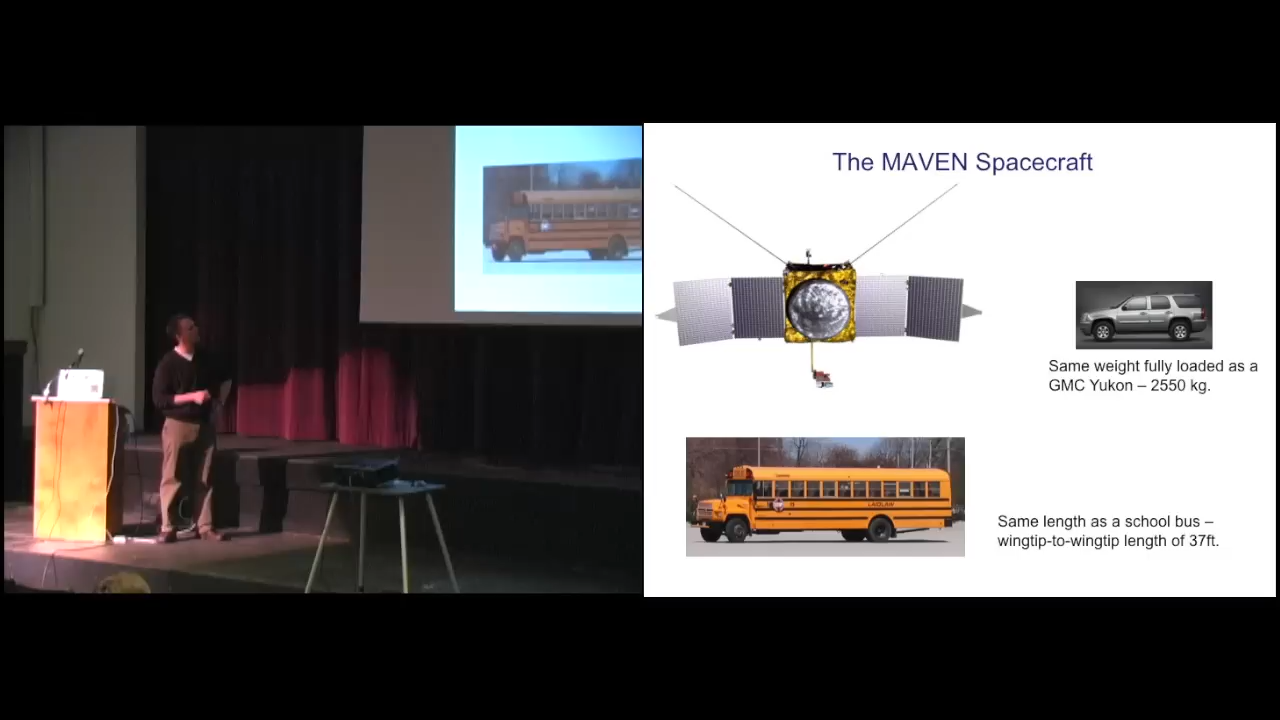 The MAVEN Spacecraft
Same weight fully loaded as a
GMC Yukon – 2550 kg.
LAIDLAW
Same length as a school bus –
wingtip-to-wingtip length of 37ft.